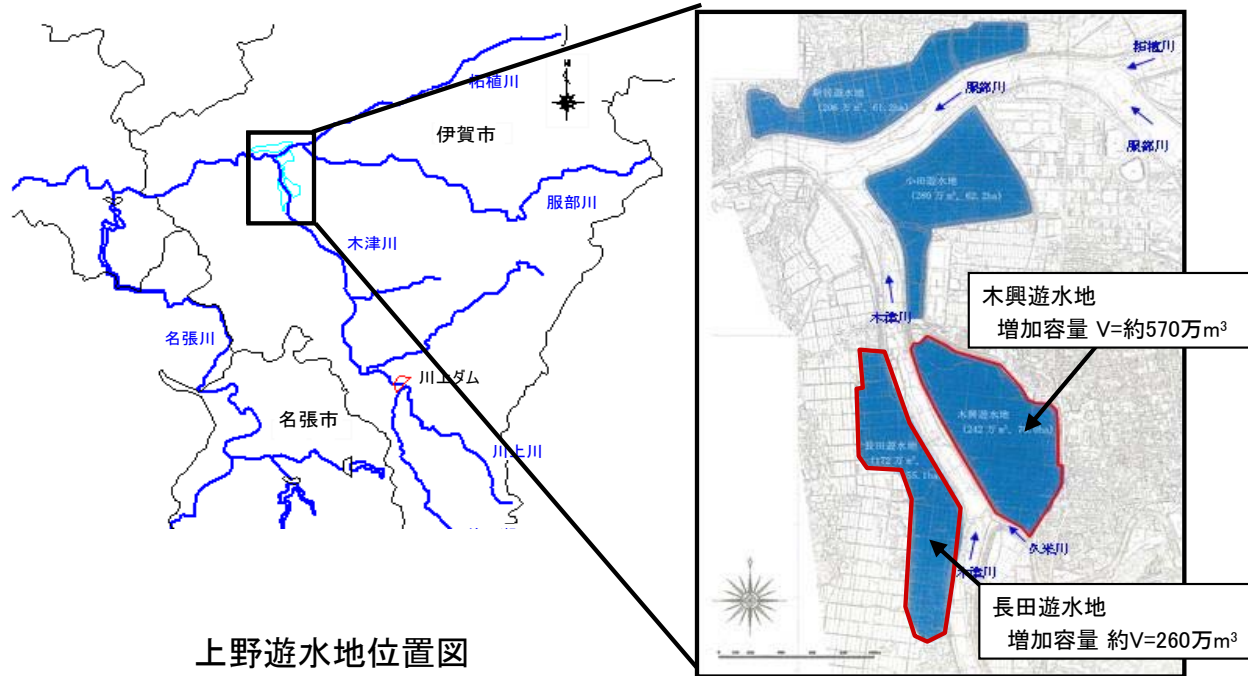 柘植川
伊賀市
服部川
木津川
名張川
川上ダム
名張市
川上川
上野遊水地位置図
柘植川
服部川
服部川
新居遊水地
小田遊水地
木津川
木興遊水地
増加容量 V=約570万m³
木興遊水地
長田遊水地
久米川
木津川
長田遊水地
増加容量 約V=260万m³